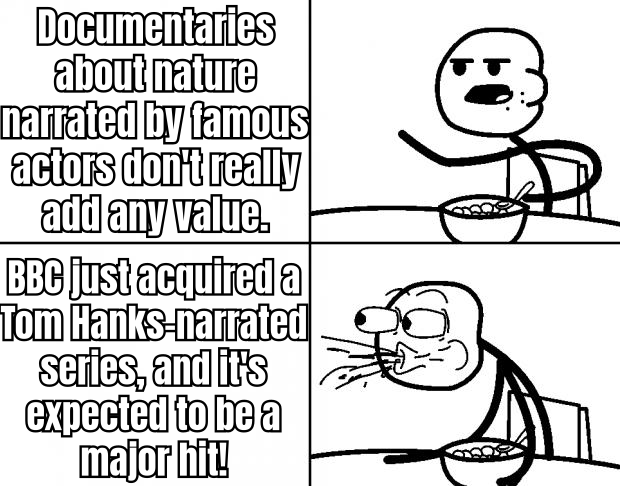 Documentaries
about nature
narrated by famous
actors don't really
add any value.
BBC just acquired a
Tom Hanks-narrated
series, and it's
expected to be a
major hit!